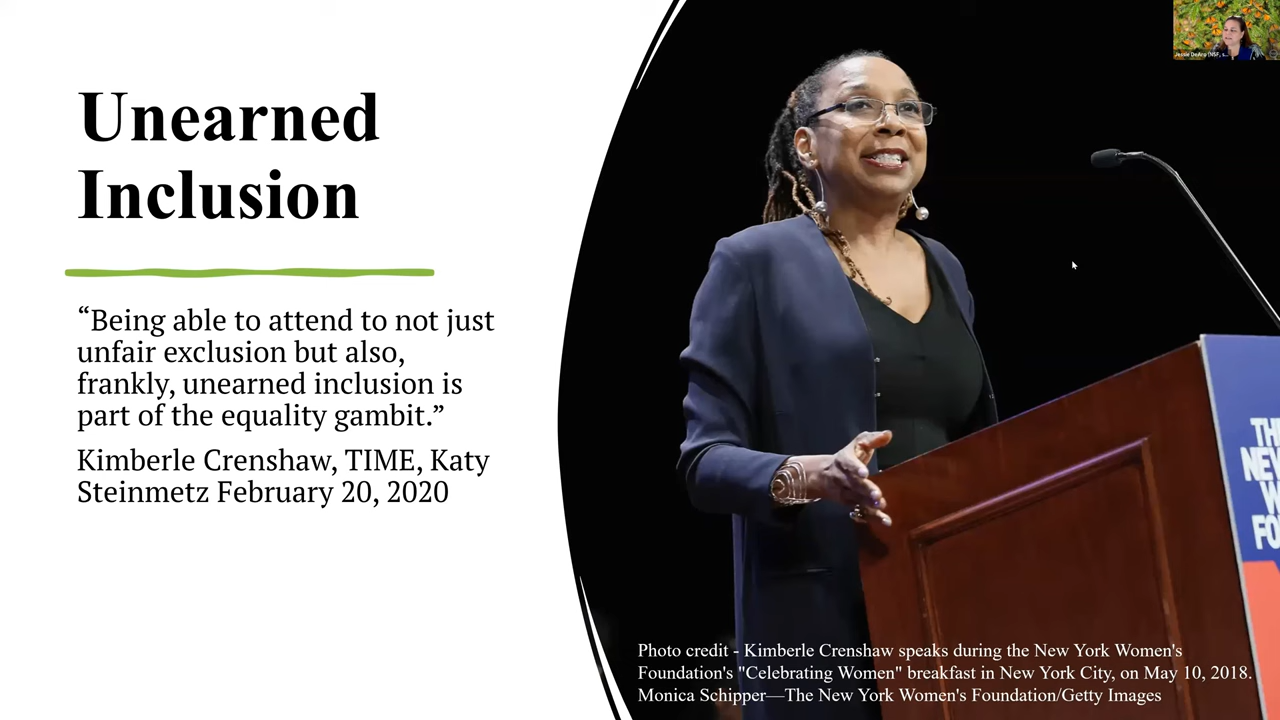 Unearned
Inclusion
“Being able to attend to not just
unfair exclusion but also,
frankly, unearned inclusion is
part of the equality gambit.”
Kimberle Crenshaw, TIME, Katy
Steinmetz February 20, 2020
Photo credit - Kimberle Crenshaw speaks during the New York Women's
Foundation's "Celebrating Women" breakfast in New York City, on May 10, 2018.
Monica Schipper—The New York Women's Foundation/Getty Images